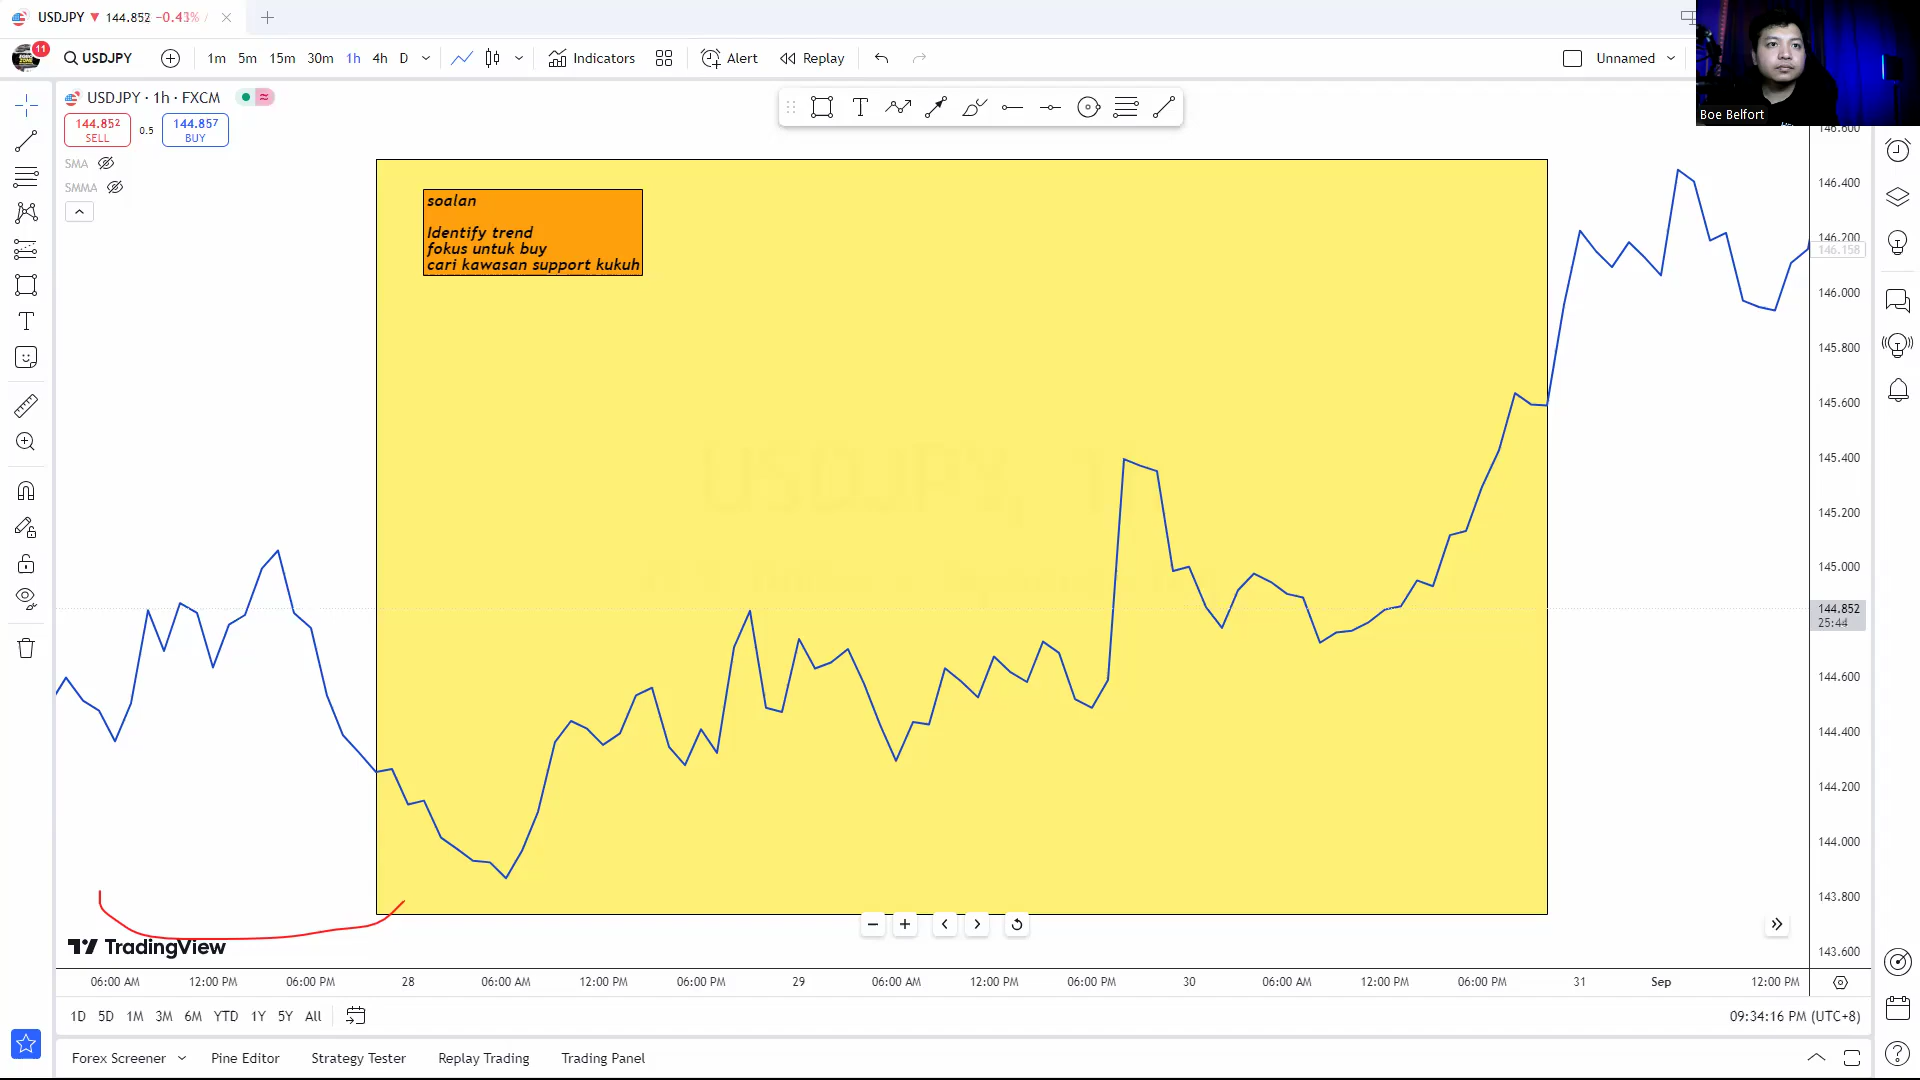 USDJPY ▼ 144.852 −0.43% /
11
USDJPY
1m 5m 15m 30m 1h 4h D
Indicators
Alert
Replay
Unnamed
Boe Belfort
USDJPY · 1h · FXCM
144.852 SELL
0.5
144.857 BUY
SMA
SMMA
soalan
Identify trend
fokus untuk buy
cari kawasan support kukuh
146.600
146.400
146.200
146.158
146.000
145.800
145.600
145.400
145.200
145.000
144.852
25:44
144.600
144.400
144.200
144.000
143.800
143.600
TradingView
06:00 AM 12:00 PM 06:00 PM 28 06:00 AM 12:00 PM 06:00 PM 29 06:00 AM 12:00 PM 06:00 PM 30 06:00 AM 12:00 PM 06:00 PM 31 Sep 12:00 PM
1D 5D 1M 3M 6M YTD 1Y 5Y All
09:34:16 PM (UTC+8)
Forex Screener Pine Editor Strategy Tester Replay Trading Trading Panel